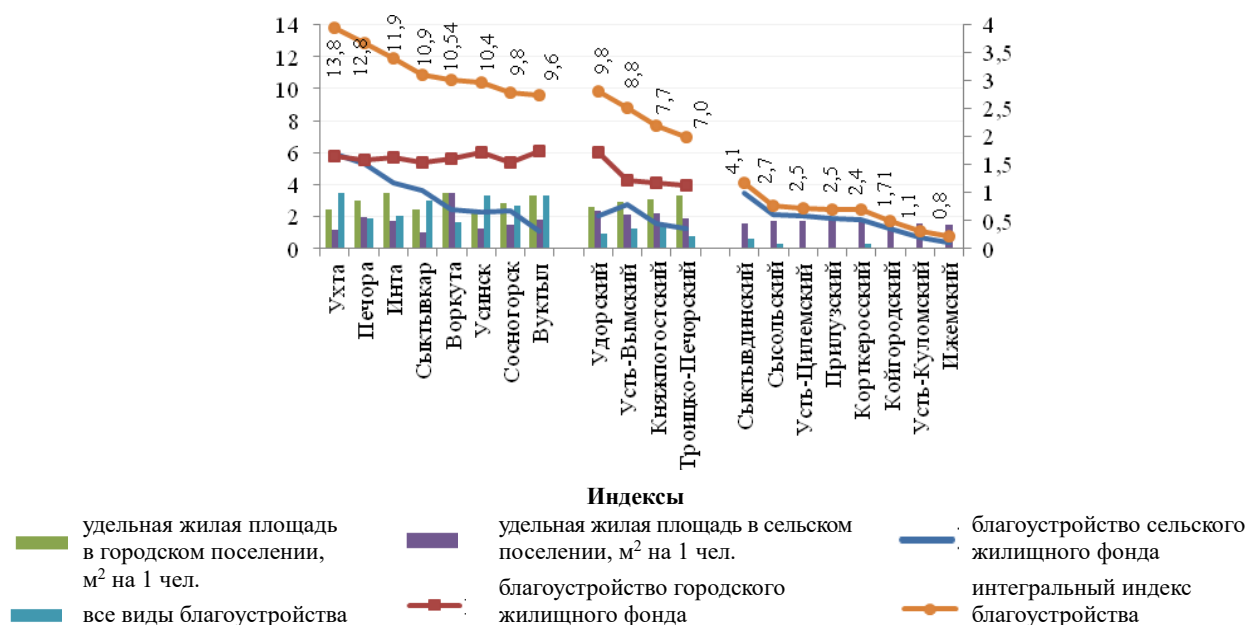 14
12
10
8
6
4
2
0
4
3,5
3
2,5
2
1,5
1
0,5
0
13,8
12,8
11,9
10,9
10,54
10,4
9,8
9,6
9,8
8,8
7,7
7,0
4,1
2,7
2,5
2,5
2,4
1,71
1,1
0,8
Ухта
Печора
Инта
Сыктывкар
Воркута
Усинск
Сосногорск
Вуктыл
Удорский
Усть-Вымский
Княжпогостский
Троицко-Печорский
Сыктывдинский
Сысольский
Усть-Цилемский
Прилузский
Корткеросский
Койгородский
Усть-Куломский
Ижемский
Индексы
удельная жилая площадь
в городском поселении,
м² на 1 чел.
все виды благоустройства
удельная жилая площадь в сельском
поселении, м² на 1 чел.
благоустройство городского
жилищного фонда
благоустройство сельского
жилищного фонда
интегральный индекс
благоустройства